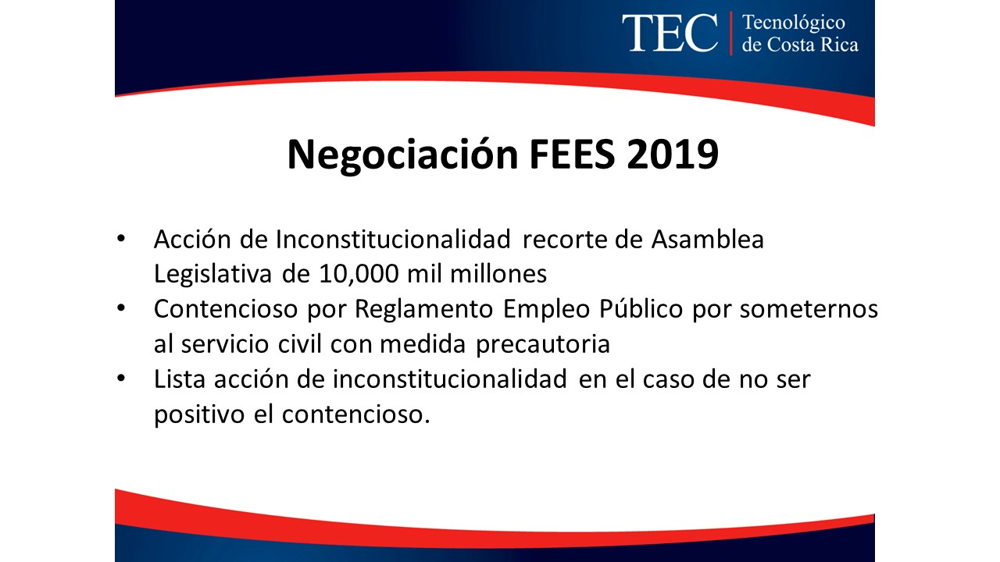 TEC | Tecnológico
de Costa Rica
Negociación FEES 2019
• Acción de Inconstitucionalidad recorte de Asamblea
Legislativa de 10,000 mil millones
• Contencioso por Reglamento Empleo Público por someternos
al servicio civil con medida precautoria
• Lista acción de inconstitucionalidad en el caso de no ser
positivo el contencioso.